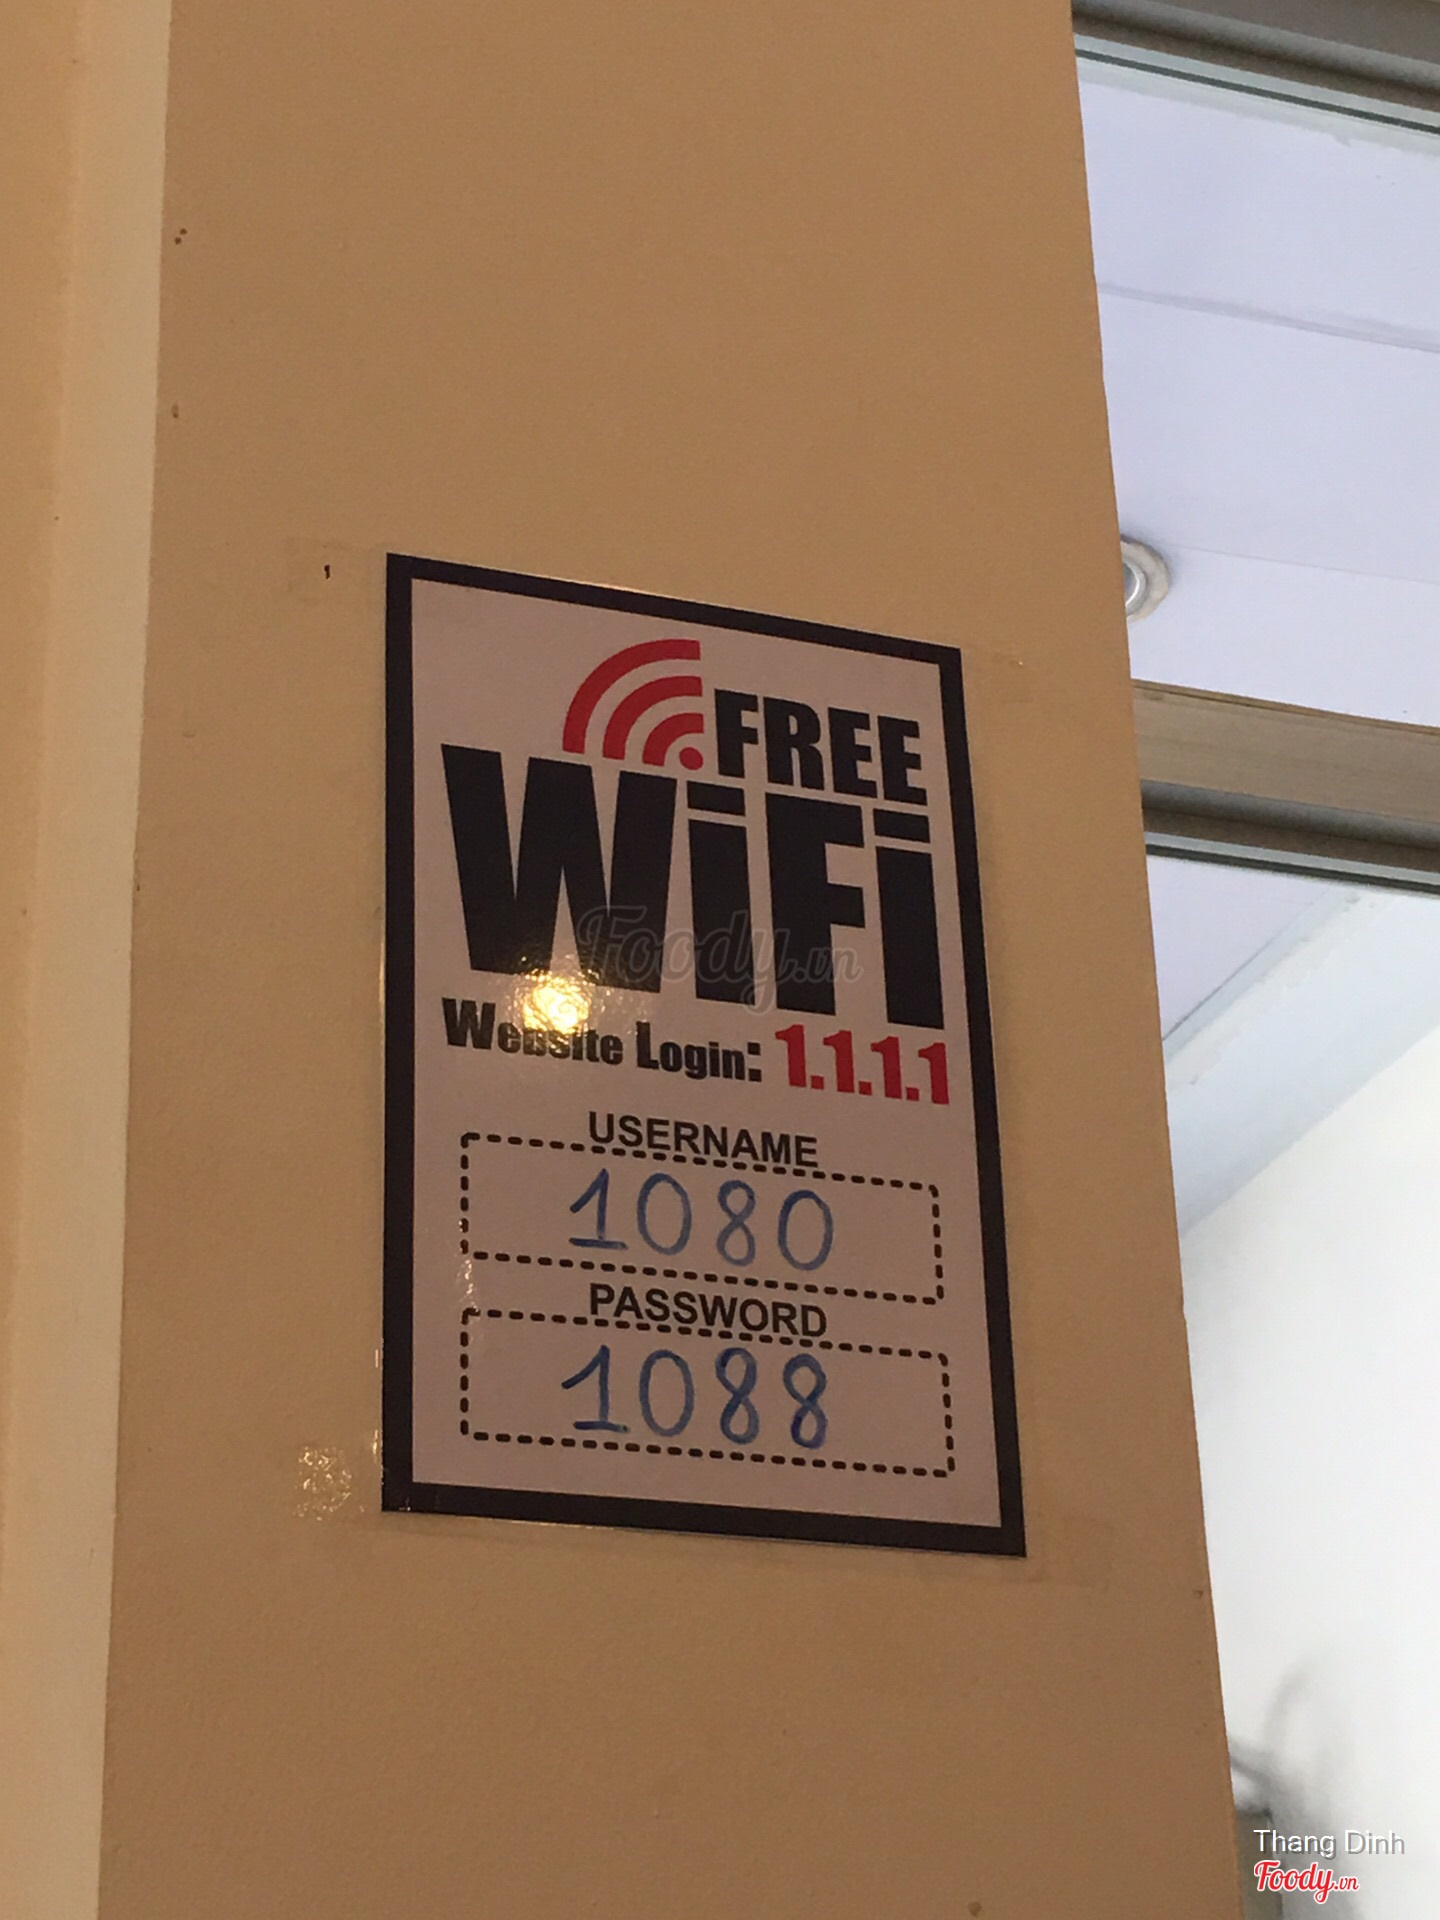 FREE
WiFi
Website Login: 1.1.1.1
USERNAME
1080
PASSWORD
1088
Foody.vn
Thang Dinh
Foody.vn